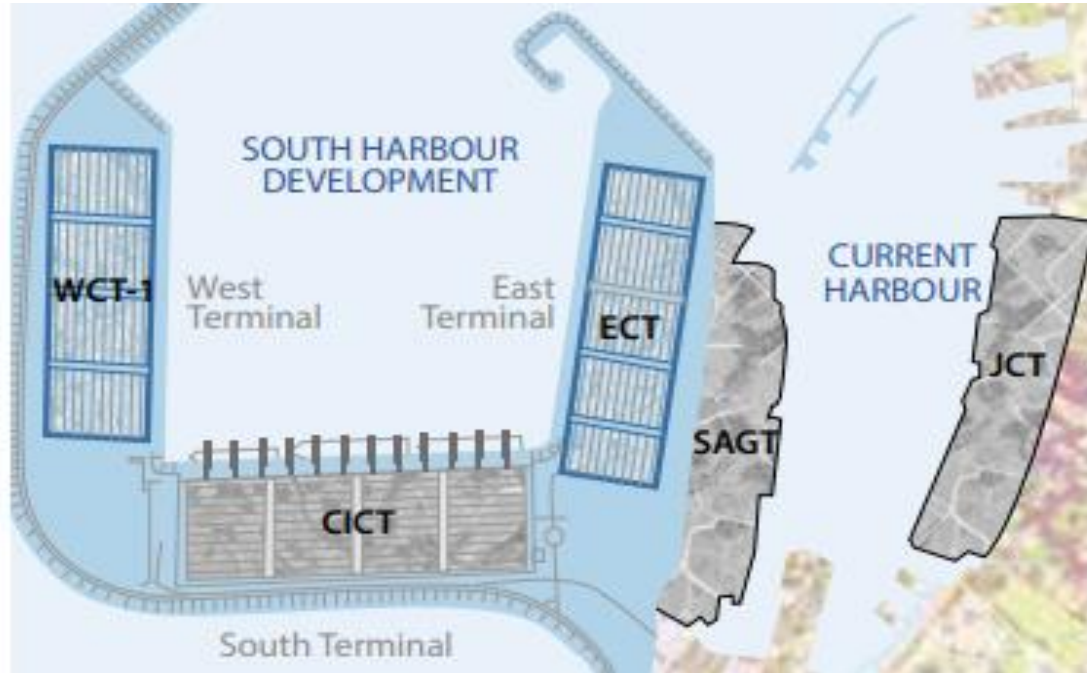 SOUTH HARBOUR
DEVELOPMENT
CURRENT
HARBOUR
WCT-1
West
Terminal
East
Terminal
ECT
JCT
SAGT
CICT
South Terminal